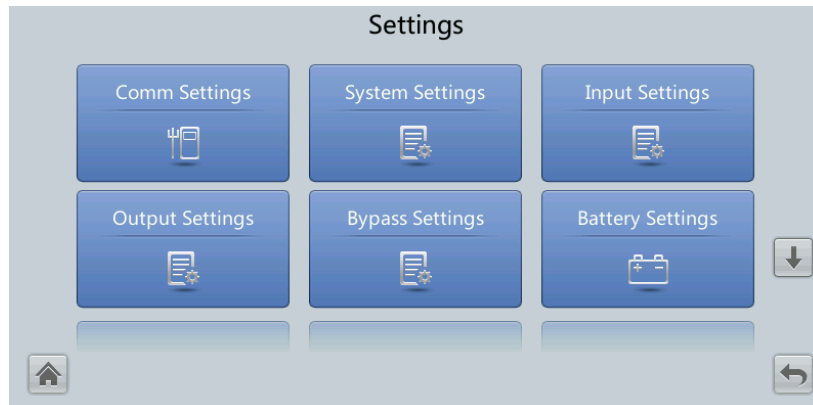 Settings
Comm Settings
System Settings
Input Settings
Output Settings
Bypass Settings
Battery Settings